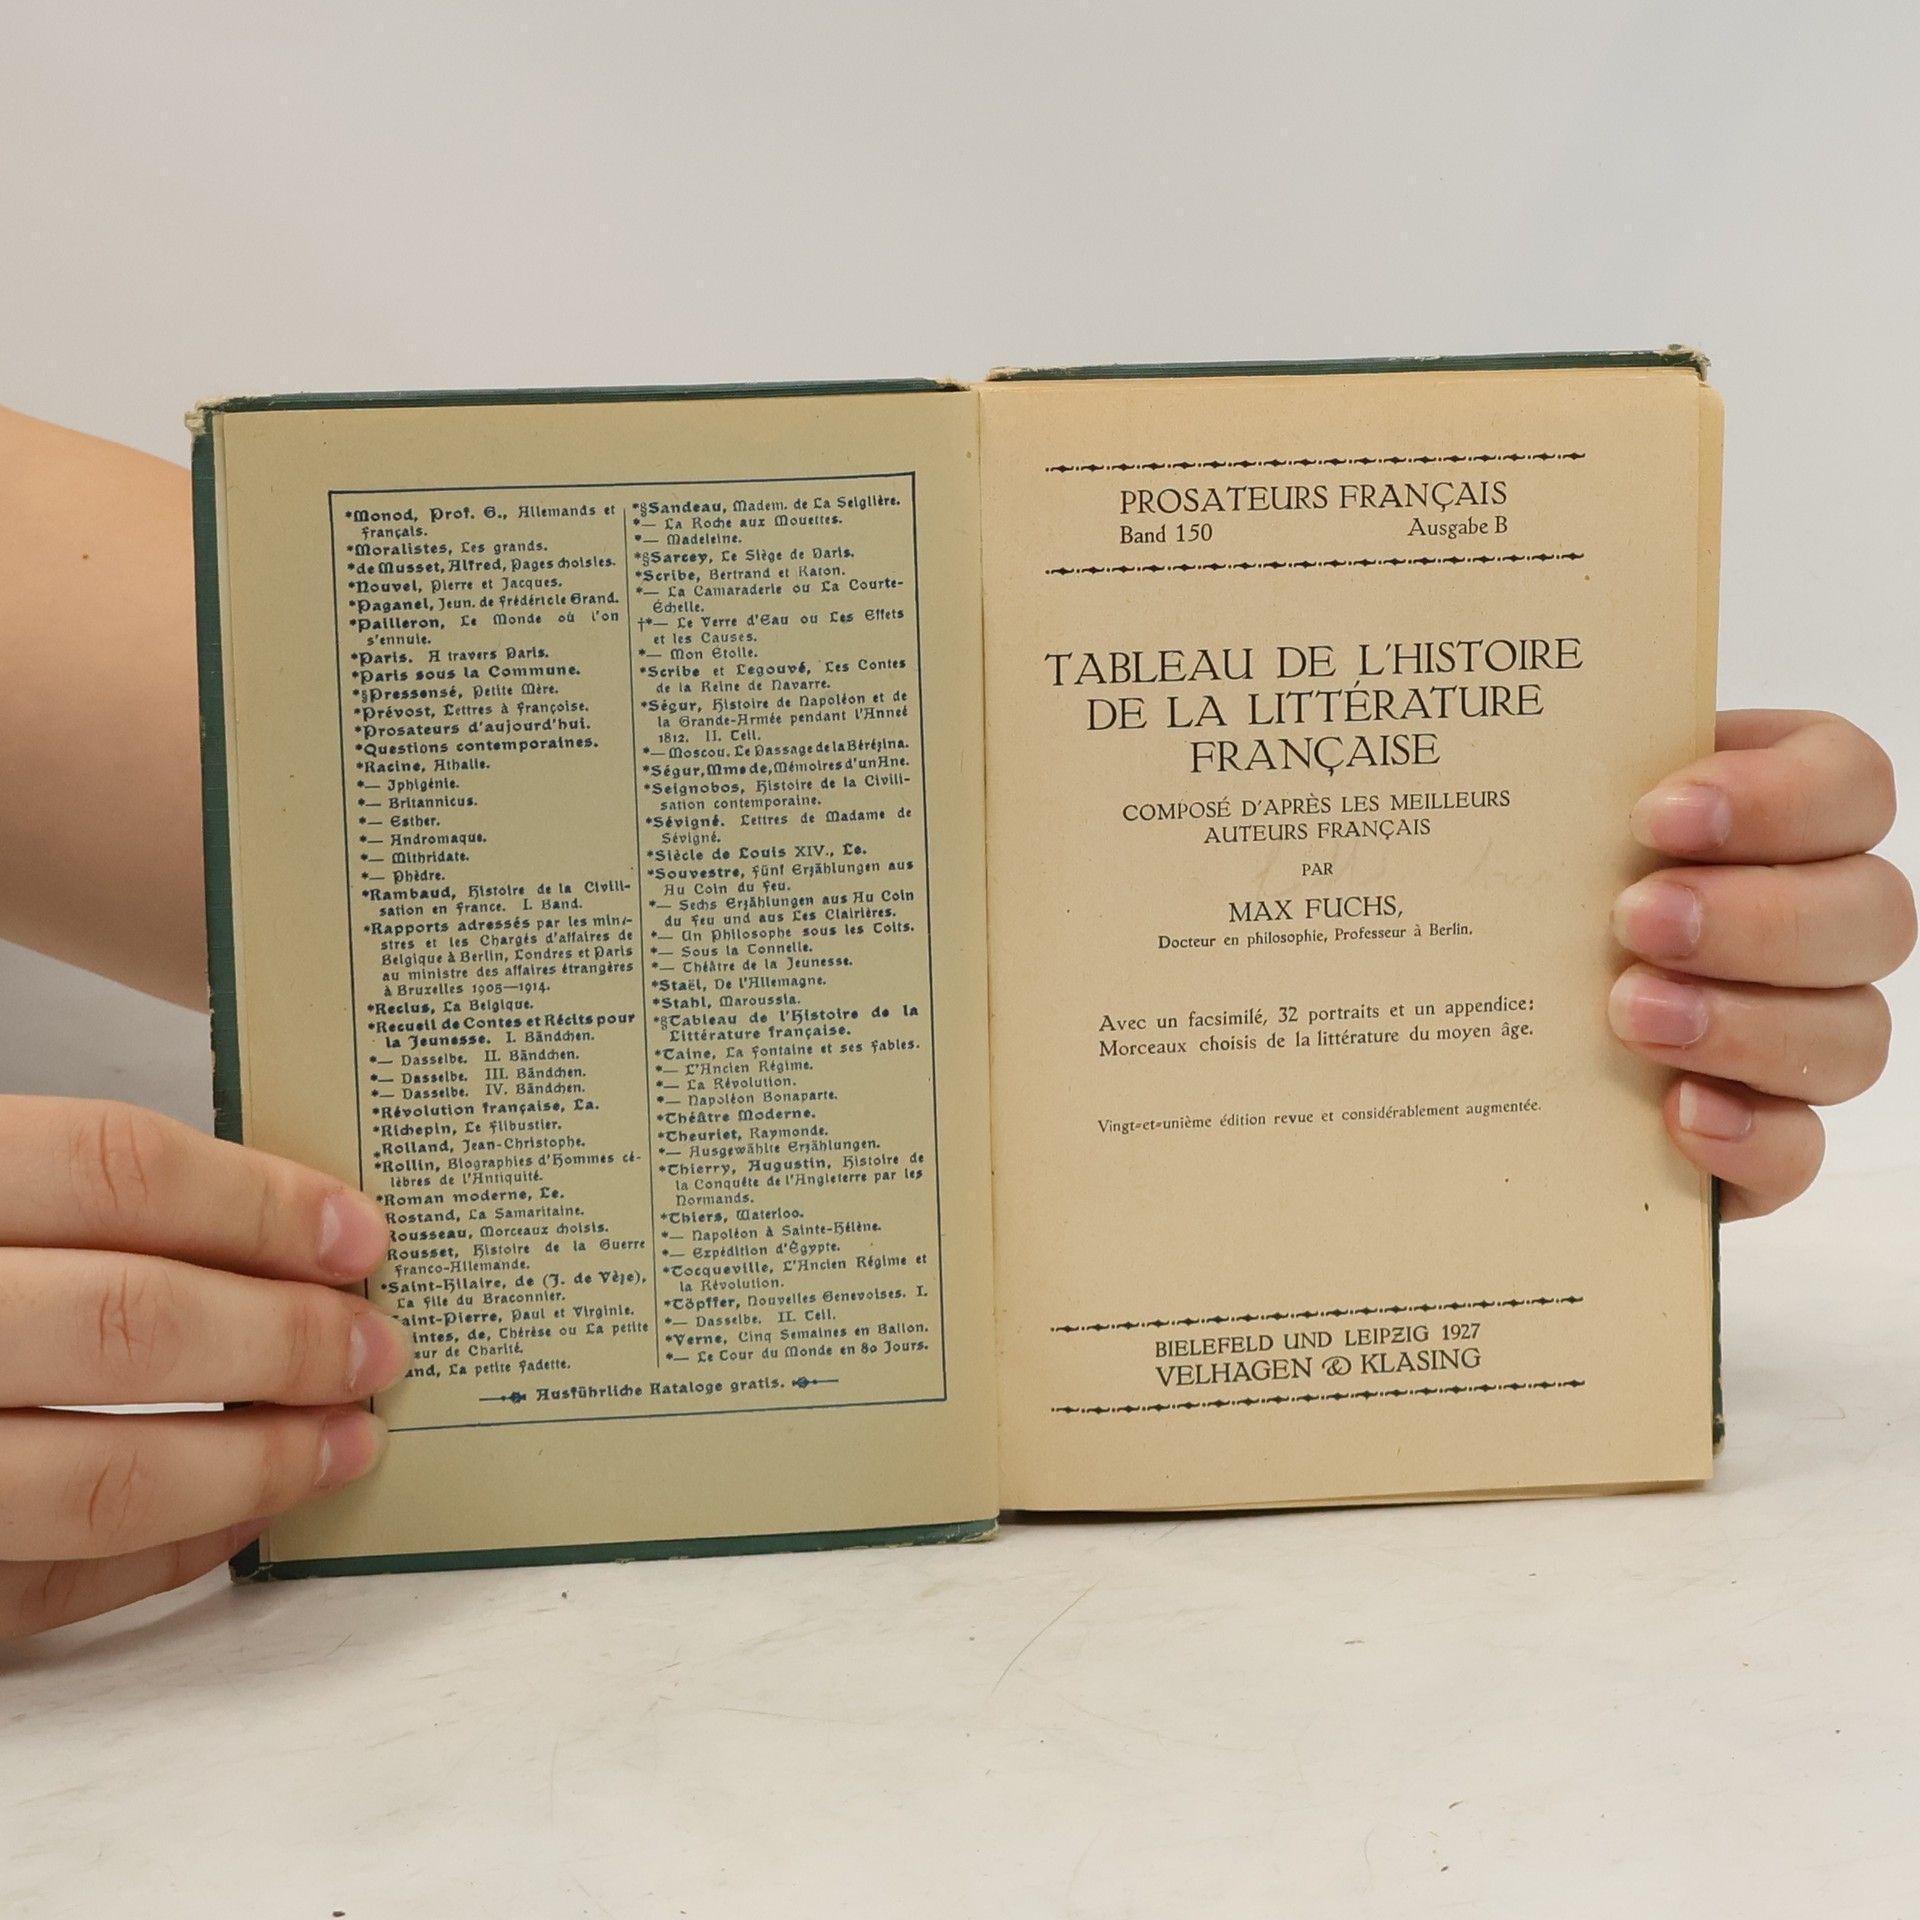 *Monod, Prof. G., Allemands et
Français.
*Moralistes, Les grands.
*de Musset, Alfred, Pages choisies.
*Nouvel, Pierre et Jacques.
*Paganel, Jeun. de Frédéric le Grand.
*Pailleron, Le Monde où l'on
s'ennuie.
*Paris. A travers Paris.
*Paris sous la Commune.
*§Pressensé, Petite Mère.
*Prévost, Lettres à Françoise.
*Prosateurs d'aujourd'hui.
*Questions contemporaines.
*Racine, Athalie.
*— Iphigénie.
*— Britannicus.
*— Esther.
*— Andromaque.
*— Mithridate.
*— Phèdre.
*Rambaud, Histoire de la Civili-
sation en France. I. Band.
*Rapports adressés par les mini-
stres et les Chargés d'affaires de
Belgique à Berlin, Londres et Paris
au ministre des affaires étrangères
à Bruxelles 1905—1914.
*Reclus, La Belgique.
*Recueil de Contes et Récits pour
la Jeunesse. I. Bändchen.
*— Dasselbe. II. Bändchen.
*— Dasselbe. III. Bändchen.
*— Dasselbe. IV. Bändchen.
*Révolution française, La.
*Richepin, Le Flibustier.
*Rolland, Jean-Christophe.
*Rollin, Biographies d'Hommes cé-
lèbres de l'Antiquité.
*Roman moderne, Le.
Rostand, La Samaritaine.
Rousseau, Morceaux choisis.
Rousset, Histoire de la Guerre
franco-Allemande.
*Saint-Hilaire, de (J. de Vèze),
La file du Braconnier.
aint-Pierre, Paul et Virginie.
intes, de, Thérèse ou La petite
œur de Charité.
and, La petite Fadette.
*§Sandeau, Madem. de La Seiglière.
*— La Roche aux Mouettes.
*— Madeleine.
*§Sarcey, Le Siège de Paris.
*Scribe, Bertrand et Raton.
*— La Camaraderie ou La Courte-
Échelle.
†*— Le Verre d'Eau ou Les Effets
et les Causes.
*— Mon Étoile.
*Scribe et Legouvé, Les Contes
de la Reine de Navarre.
*Ségur, Histoire de Napoléon et de
la Grande-Armée pendant l'Anneé
1812. II. Teil.
*— Moscou. Le Passage de la Bérézina.
*Ségur, Mme de, Mémoires d'un Ane.
*Seignobos, Histoire de la Civili-
sation contemporaine.
*Sévigné. Lettres de Madame de
Sévigné.
*Siècle de Louis XIV., Le.
*Souvestre, Fünf Erzählungen aus
Au Coin du Feu.
*— Sechs Erzählungen aus Au Coin
du Feu und aus Les Clairières.
*— Un Philosophe sous les Toits.
*— Sous la Tonnelle.
*— Théâtre de la Jeunesse.
*Staël, De l'Allemagne.
*Stahl, Maroussia.
*§Tableau de l'Histoire de la
Littérature française.
*Taine, La Fontaine et ses Fables.
*— L'Ancien Régime.
*— La Révolution.
*— Napoléon Bonaparte.
*Théâtre Moderne.
*Theuriet, Raymonde.
*— Ausgewählte Erzählungen.
*Thierry, Augustin, Histoire de
la Conquête de l'Angleterre par les
Normands.
*Thiers, Waterloo.
*— Napoléon à Sainte-Hélène.
*— Expédition d'Égypte.
*Tocqueville, L'Ancien Régime et
la Révolution.
*Töpffer, Nouvelles Genevoises. I.
*— Dasselbe. II. Teil.
*Verne, Cinq Semaines en Ballon.
*— Le Tour du Monde en 80 Jours.
Ausführliche Kataloge gratis.
PROSATEURS FRANÇAIS
Band 150 Ausgabe B
TABLEAU DE L'HISTOIRE
DE LA LITTÉRATURE
FRANÇAISE
COMPOSÉ D'APRÈS LES MEILLEURS
AUTEURS FRANÇAIS
PAR
MAX FUCHS,
Docteur en philosophie, Professeur à Berlin.
Avec un facsimilé, 32 portraits et un appendice:
Morceaux choisis de la littérature du moyen âge.
Vingt-et-unième édition revue et considérablement augmentée.
BIELEFELD UND LEIPZIG 1927
VELHAGEN & KLASING